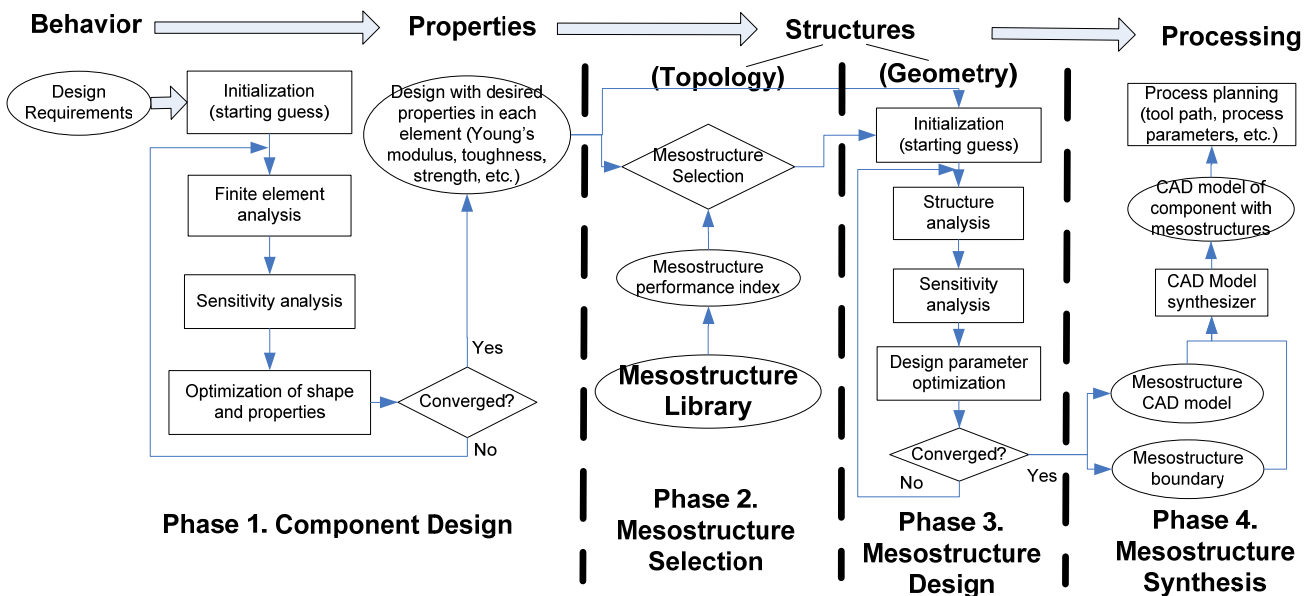 Behavior
Properties
Structures
Processing
Design
Requirements
Initialization
(starting guess)
Finite element
analysis
Sensitivity analysis
Optimization of shape
and properties
Converged?
Yes
No
Design with desired
properties in each
element (Young's
modulus, toughness,
strength, etc.)
Phase 1. Component Design
(Topology)
Mesostructure
Selection
Mesostructure
performance index
Mesostructure
Library
Phase 2.
Mesostructure
Selection
(Geometry)
Initialization
(starting guess)
Structure
analysis
Sensitivity
analysis
Design parameter
optimization
Converged?
No
Yes
Phase 3.
Mesostructure
Design
Process planning
(tool path, process
parameters, etc.)
CAD model of
component with
mesostructures
CAD Model
synthesizer
Mesostructure
CAD model
Mesostructure
boundary
Phase 4.
Mesostructure
Synthesis